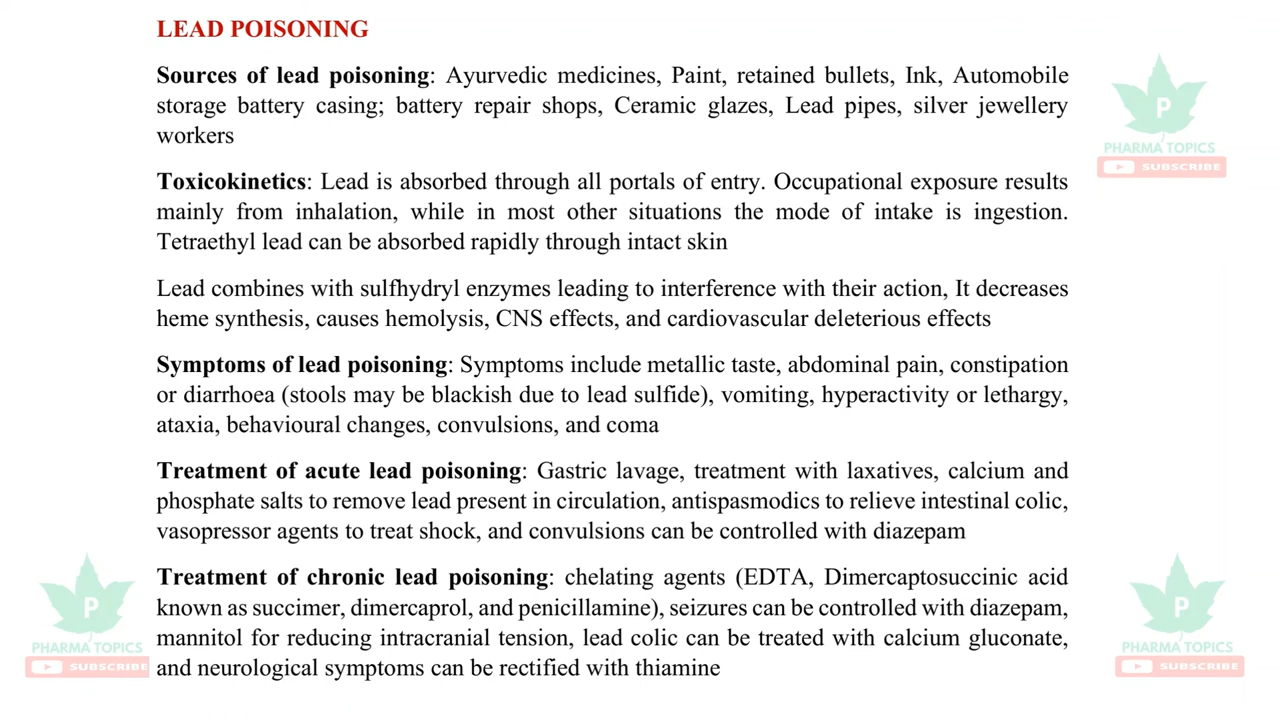 LEAD POISONING
Sources of lead poisoning: Ayurvedic medicines, Paint, retained bullets, Ink, Automobile
storage battery casing; battery repair shops, Ceramic glazes, Lead pipes, silver jewellery
workers
P
PHARMA TOPICS
SUBSCRIBE
Toxicokinetics: Lead is absorbed through all portals of entry. Occupational exposure results
mainly from inhalation, while in most other situations the mode of intake is ingestion.
Tetraethyl lead can be absorbed rapidly through intact skin
Lead combines with sulfhydryl enzymes leading to interference with their action, It decreases
heme synthesis, causes hemolysis, CNS effects, and cardiovascular deleterious effects
Symptoms of lead poisoning: Symptoms include metallic taste, abdominal pain, constipation
or diarrhoea (stools may be blackish due to lead sulfide), vomiting, hyperactivity or lethargy,
ataxia, behavioural changes, convulsions, and coma
Treatment of acute lead poisoning: Gastric lavage, treatment with laxatives, calcium and
phosphate salts to remove lead present in circulation, antispasmodics to relieve intestinal colic,
vasopressor agents to treat shock, and convulsions can be controlled with diazepam
Treatment of chronic lead poisoning: chelating agents (EDTA, Dimercaptosuccinic acid
known as succimer, dimercaprol, and penicillamine), seizures can be controlled with diazepam,
mannitol for reducing intracranial tension, lead colic can be treated with calcium gluconate,
and neurological symptoms can be rectified with thiamine
P
PHARMA TOPICS
SUBSCRIBE
P
PHARMA TOPICS
SUBSCRIBE